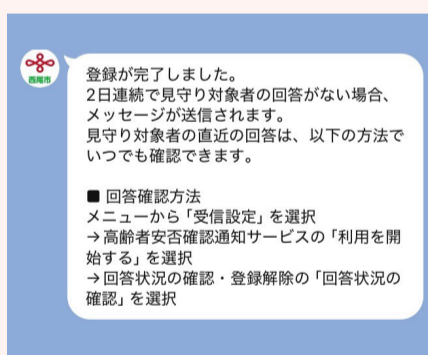 西尾市
登録が完了しました。
2日連続で見守り対象者の回答がない場合、
メッセージが送信されます。
見守り対象者の直近の回答は、以下の方法で
いつでも確認できます。
■ 回答確認方法
メニューから「受信設定」を選択
→高齢者安否確認通知サービスの「利用を開
始する」を選択
→回答状況の確認・登録解除の「回答状況の
確認」を選択